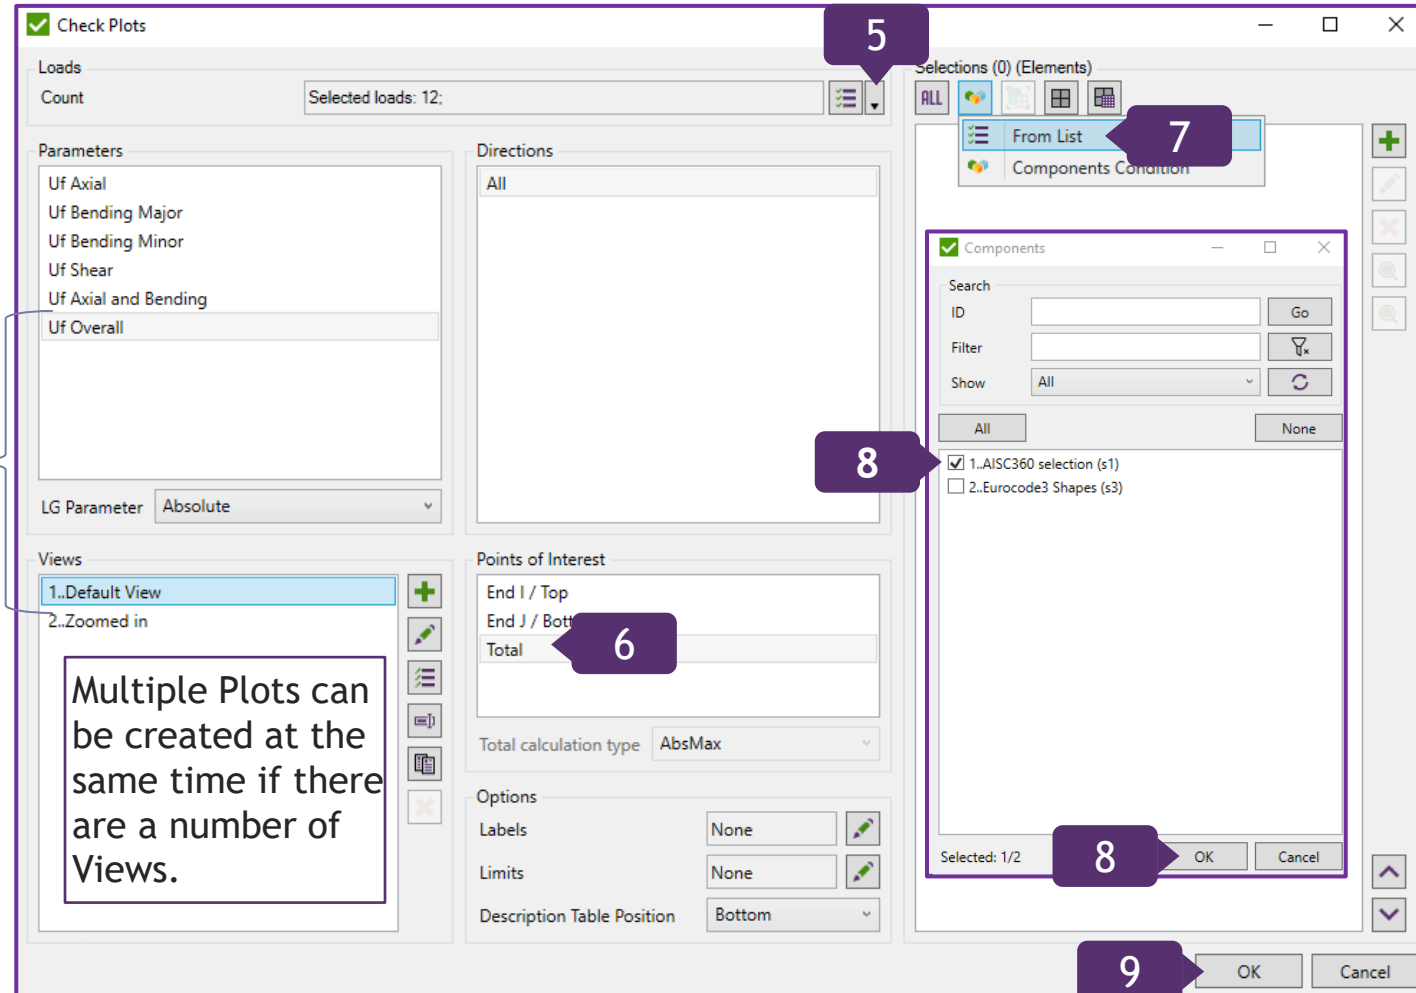 Check Plots
5
Loads
Count
Selected loads: 12;
Selections (0) (Elements)
ALL
From List
7
Components Condition
Parameters
Uf Axial
Uf Bending Major
Uf Bending Minor
Uf Shear
Uf Axial and Bending
Uf Overall
LG Parameter
Absolute
Directions
All
Components
Search
ID
Go
Filter
Show
All
All
None
8
1..AISC360 selection (s1)
2..Eurocode3 Shapes (s3)
Selected: 1/2
8
OK
Cancel
Views
1..Default View
2..Zoomed in
Multiple Plots can
be created at the
same time if there
are a number of
Views.
Points of Interest
End I / Top
End J / Bott
Total
6
Total calculation type
AbsMax
Options
Labels
None
Limits
None
Description Table Position
Bottom
9
OK
Cancel